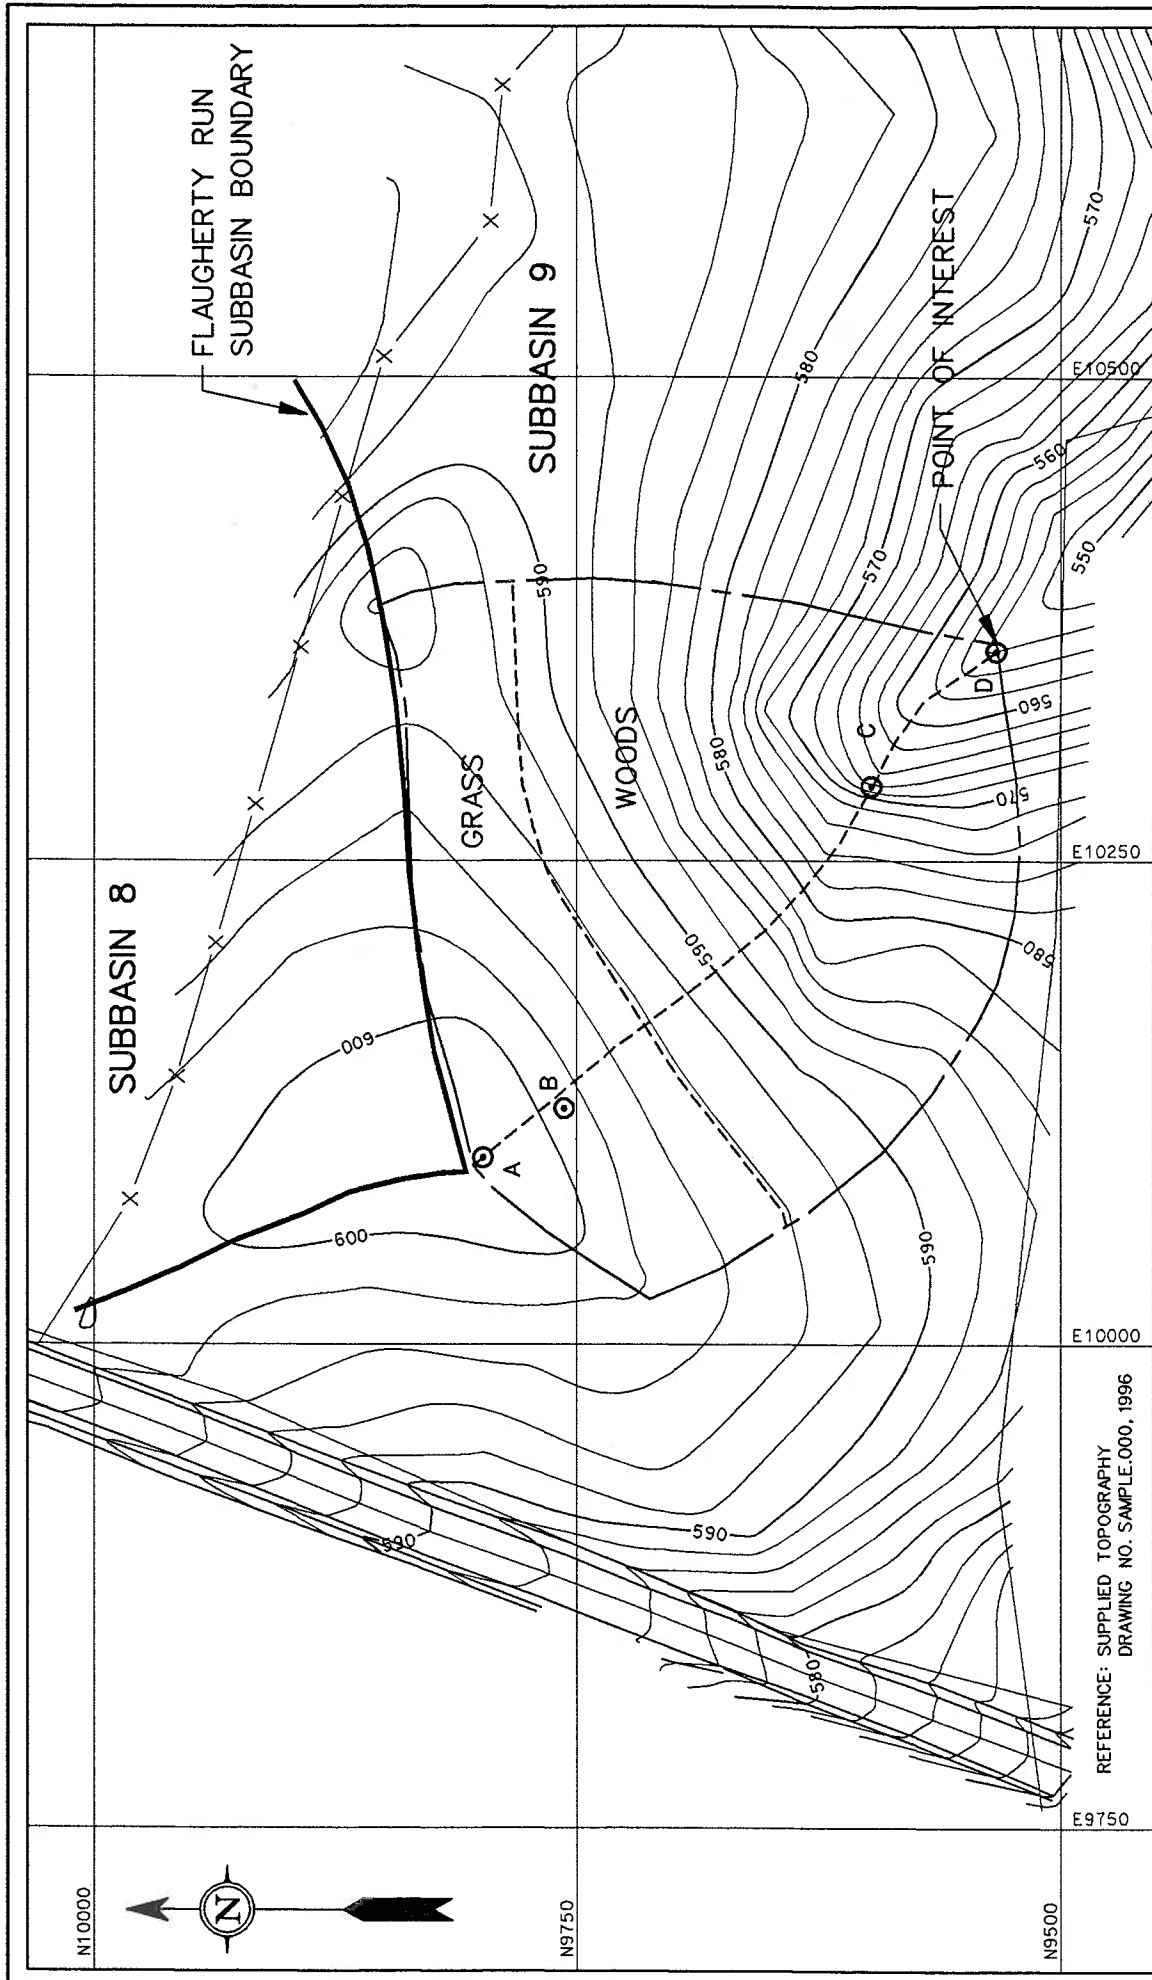 FLAUGHERTY RUN
SUBBASIN BOUNDARY
SUBBASIN 8
SUBBASIN 9
GRASS
WOODS
POINT OF INTEREST
A
B
C
D
600
600
590
590
590
590
590
580
580
580
580
570
570
570
560
560
550
N
N10000
N9750
N9500
E9750
E10000
E10250
E10500
REFERENCE: SUPPLIED TOPOGRAPHY
DRAWING NO. SAMPLE.000, 1996